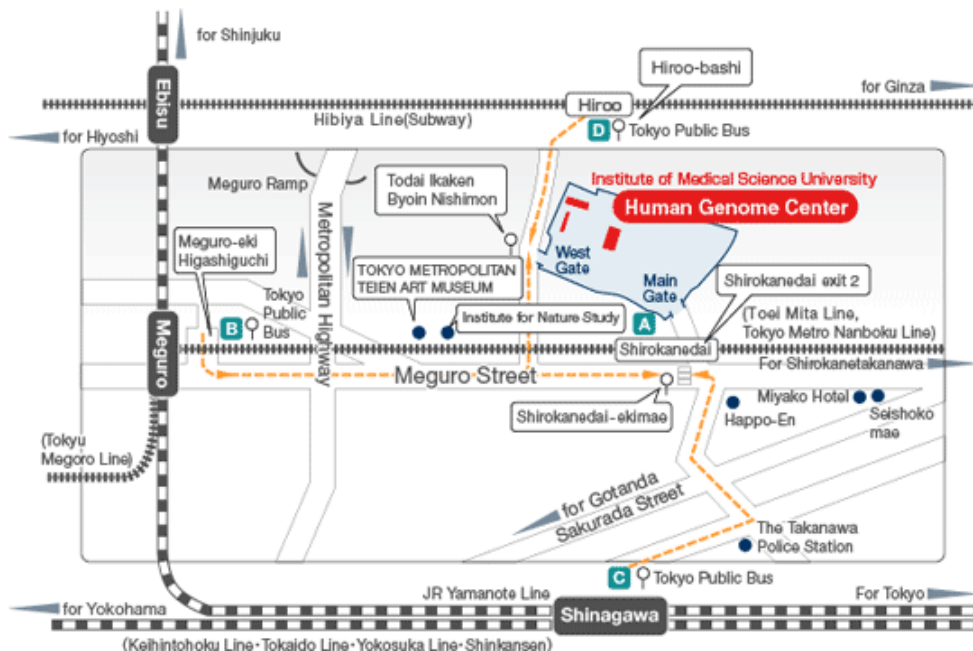 for Shinjuku
Ebisu
for Hiyoshi
Hibiya Line(Subway)
Hiroo
Hiroo-bashi
for Ginza
D
Tokyo Public Bus
Meguro Ramp
Todai Ikaken
Byoin Nishimon
Institute of Medical Science University
Human Genome Center
West
Gate
Main
Gate
Metropolitan Highway
Meguro-eki
Higashiguchi
TOKYO METROPOLITAN
TEIEN ART MUSEUM
Institute for Nature Study
Tokyo
Public
Bus
B
A
Shirokanedai exit 2
(Toei Mita Line,
Tokyo Metro Nanboku Line)
Meguro
Shirokanedai
Meguro Street
For Shirokanetakanawa
Shirokanedai-ekimae
Happo-En
Miyako Hotel
Seishoko
mae
(Tokyu
Megoro Line)
for Gotanda
Sakurada Street
The Takanawa
Police Station
C
Tokyo Public Bus
JR Yamanote Line
for Yokohama
Shinagawa
For Tokyo
(Keihintohoku Line・Tokaido Line・Yokosuka Line・Shinkansen)